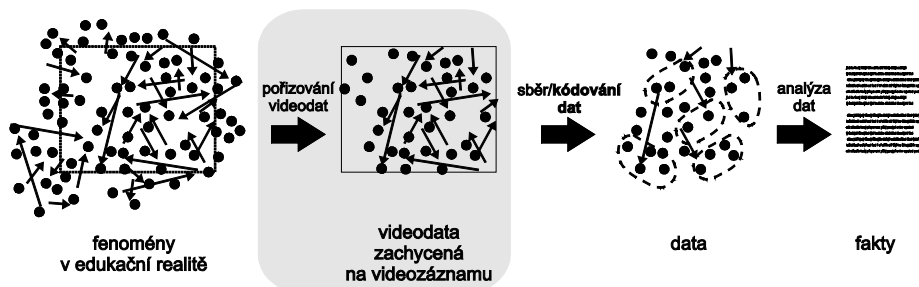 pořizování
videodat
sběr/kódování
dat
analýza
dat
fenomény
v edukační realitě
videodata
zachycená
na videozáznamu
data
fakty